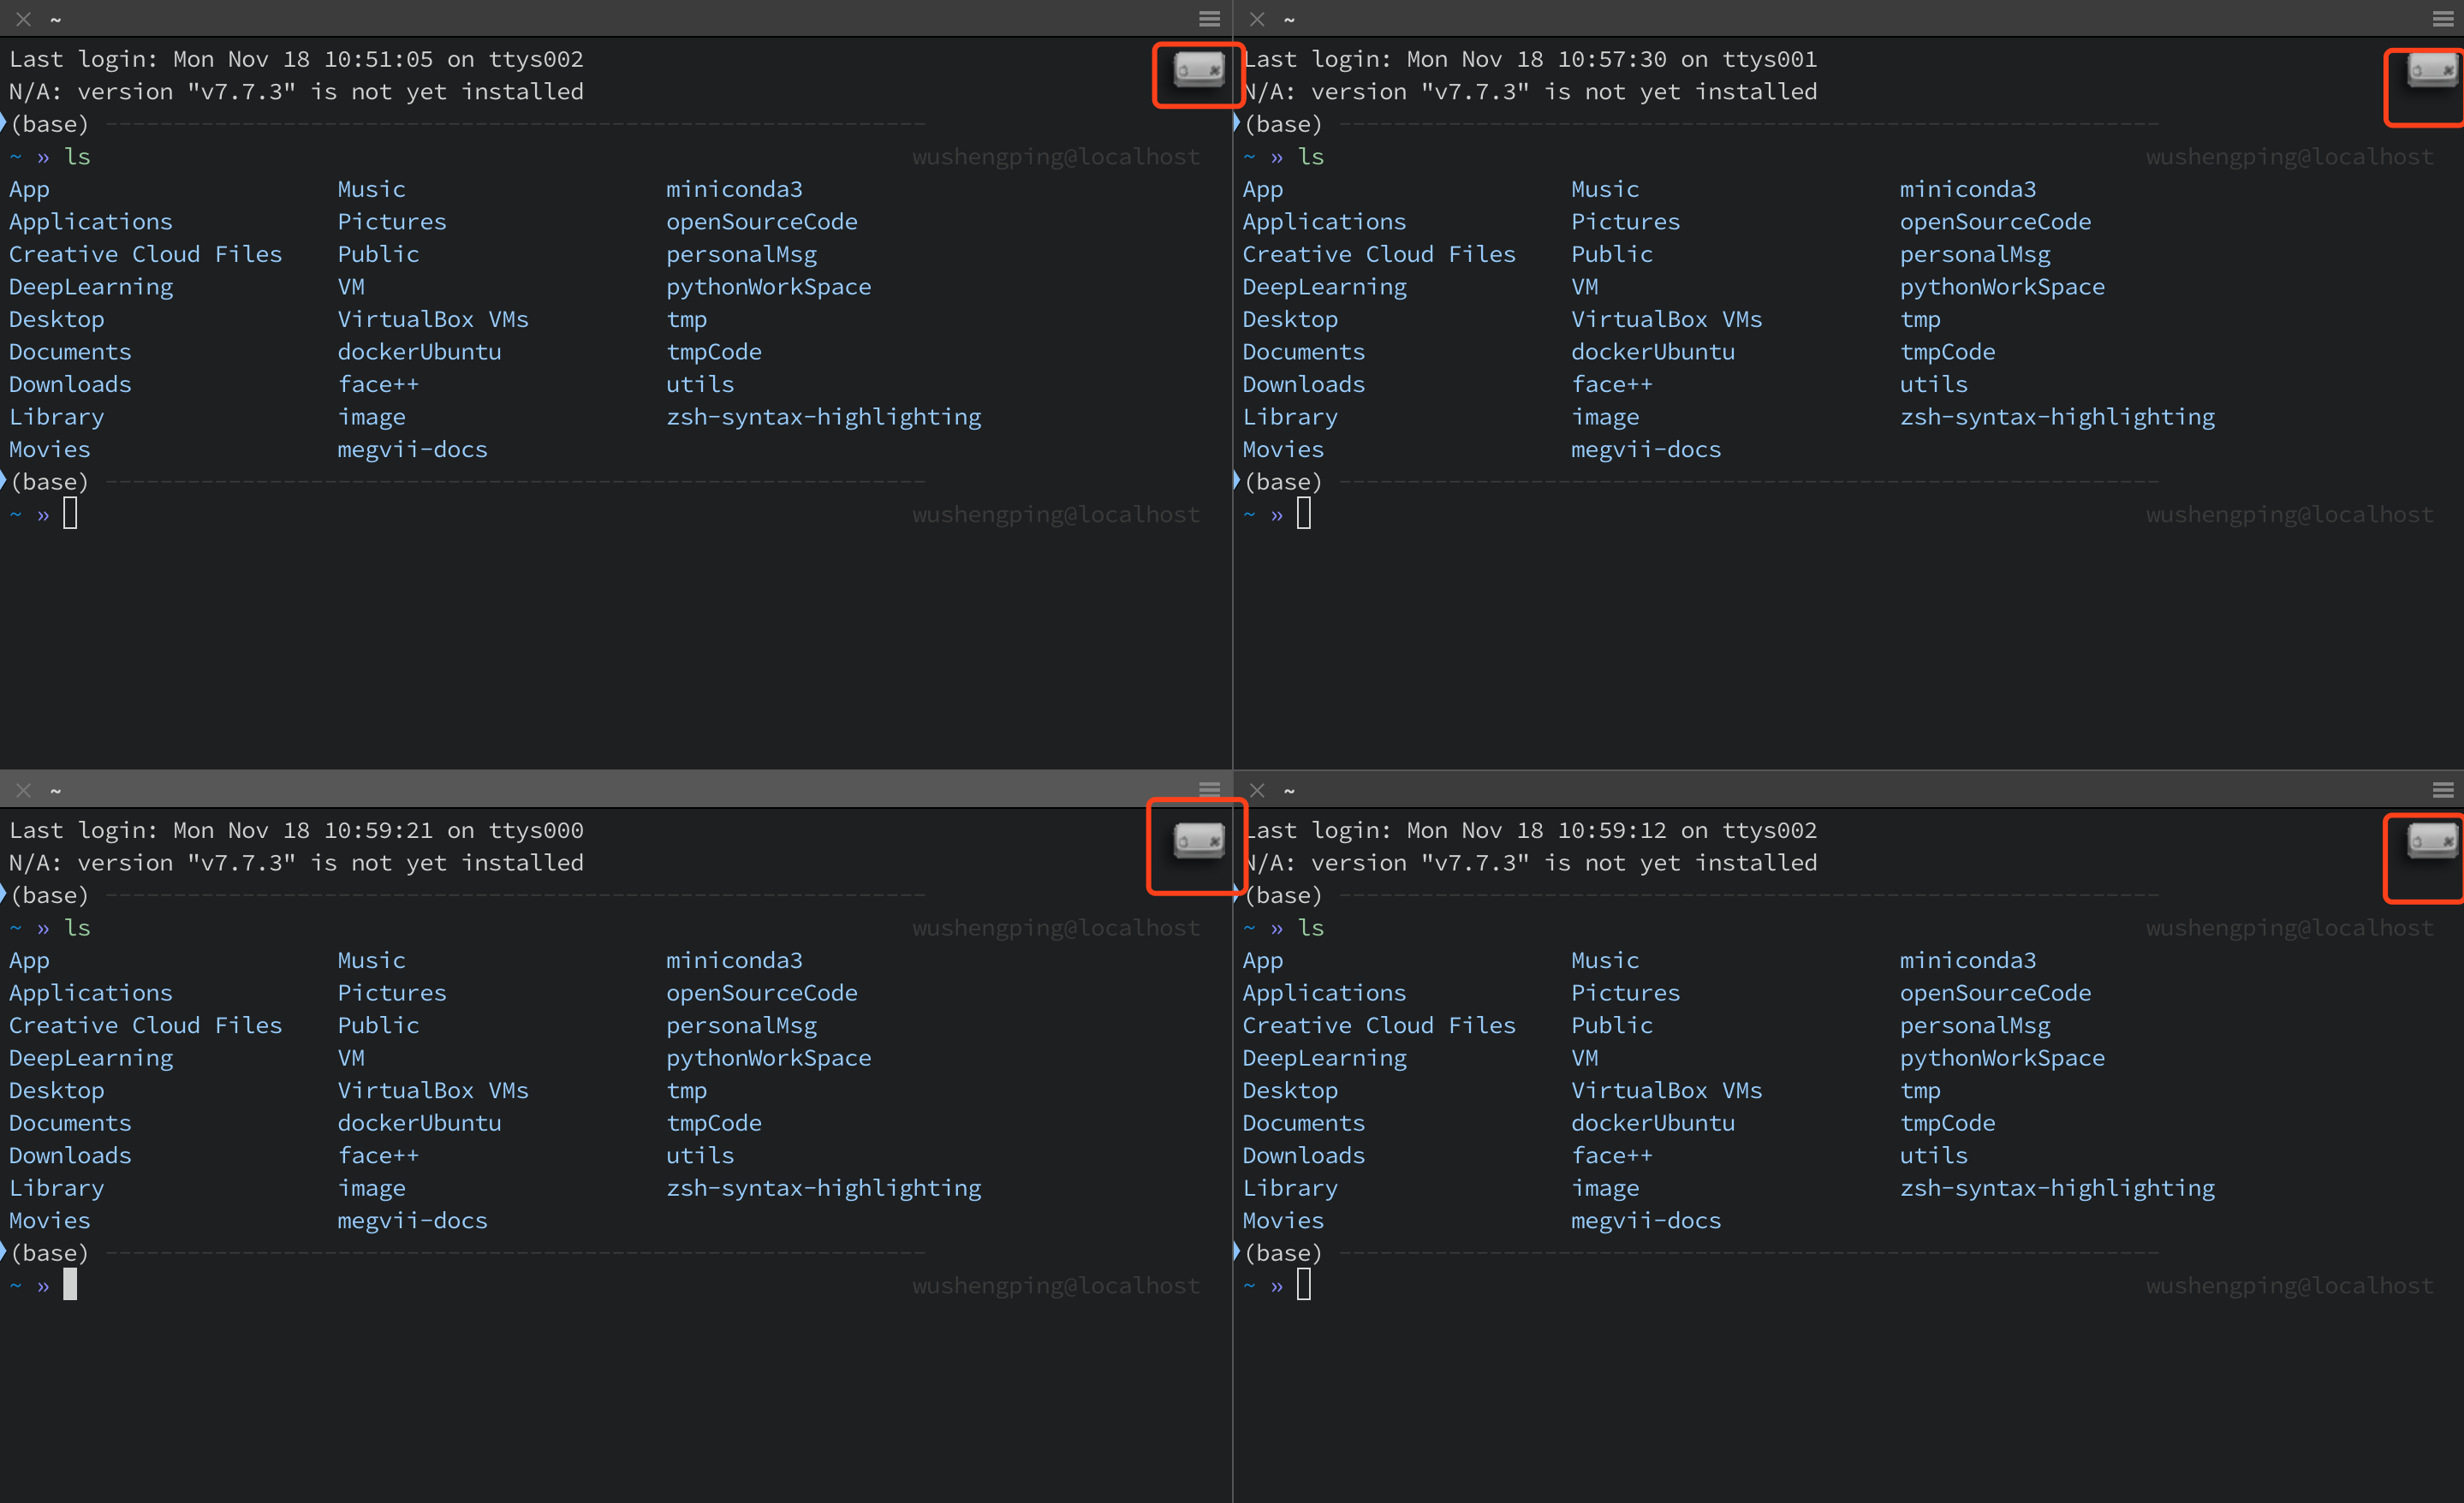 ~
Last login: Mon Nov 18 10:51:05 on ttys002
N/A: version "v7.7.3" is not yet installed
(base) ------------------------------------------------------------
~ » ls wushengping@localhost
App Music miniconda3
Applications Pictures openSourceCode
Creative Cloud Files Public personalMsg
DeepLearning VM pythonWorkSpace
Desktop VirtualBox VMs tmp
Documents dockerUbuntu tmpCode
Downloads face++ utils
Library image zsh-syntax-highlighting
Movies megvii-docs
(base) ------------------------------------------------------------
~ » wushengping@localhost
~
Last login: Mon Nov 18 10:57:30 on ttys001
N/A: version "v7.7.3" is not yet installed
(base) ------------------------------------------------------------
~ » ls wushengping@localhost
App Music miniconda3
Applications Pictures openSourceCode
Creative Cloud Files Public personalMsg
DeepLearning VM pythonWorkSpace
Desktop VirtualBox VMs tmp
Documents dockerUbuntu tmpCode
Downloads face++ utils
Library image zsh-syntax-highlighting
Movies megvii-docs
(base) ------------------------------------------------------------
~ » wushengping@localhost
~
Last login: Mon Nov 18 10:59:21 on ttys000
N/A: version "v7.7.3" is not yet installed
(base) ------------------------------------------------------------
~ » ls wushengping@localhost
App Music miniconda3
Applications Pictures openSourceCode
Creative Cloud Files Public personalMsg
DeepLearning VM pythonWorkSpace
Desktop VirtualBox VMs tmp
Documents dockerUbuntu tmpCode
Downloads face++ utils
Library image zsh-syntax-highlighting
Movies megvii-docs
(base) ------------------------------------------------------------
~ » wushengping@localhost
~
Last login: Mon Nov 18 10:59:12 on ttys002
N/A: version "v7.7.3" is not yet installed
(base) ------------------------------------------------------------
~ » ls wushengping@localhost
App Music miniconda3
Applications Pictures openSourceCode
Creative Cloud Files Public personalMsg
DeepLearning VM pythonWorkSpace
Desktop VirtualBox VMs tmp
Documents dockerUbuntu tmpCode
Downloads face++ utils
Library image zsh-syntax-highlighting
Movies megvii-docs
(base) ------------------------------------------------------------
~ » wushengping@localhost